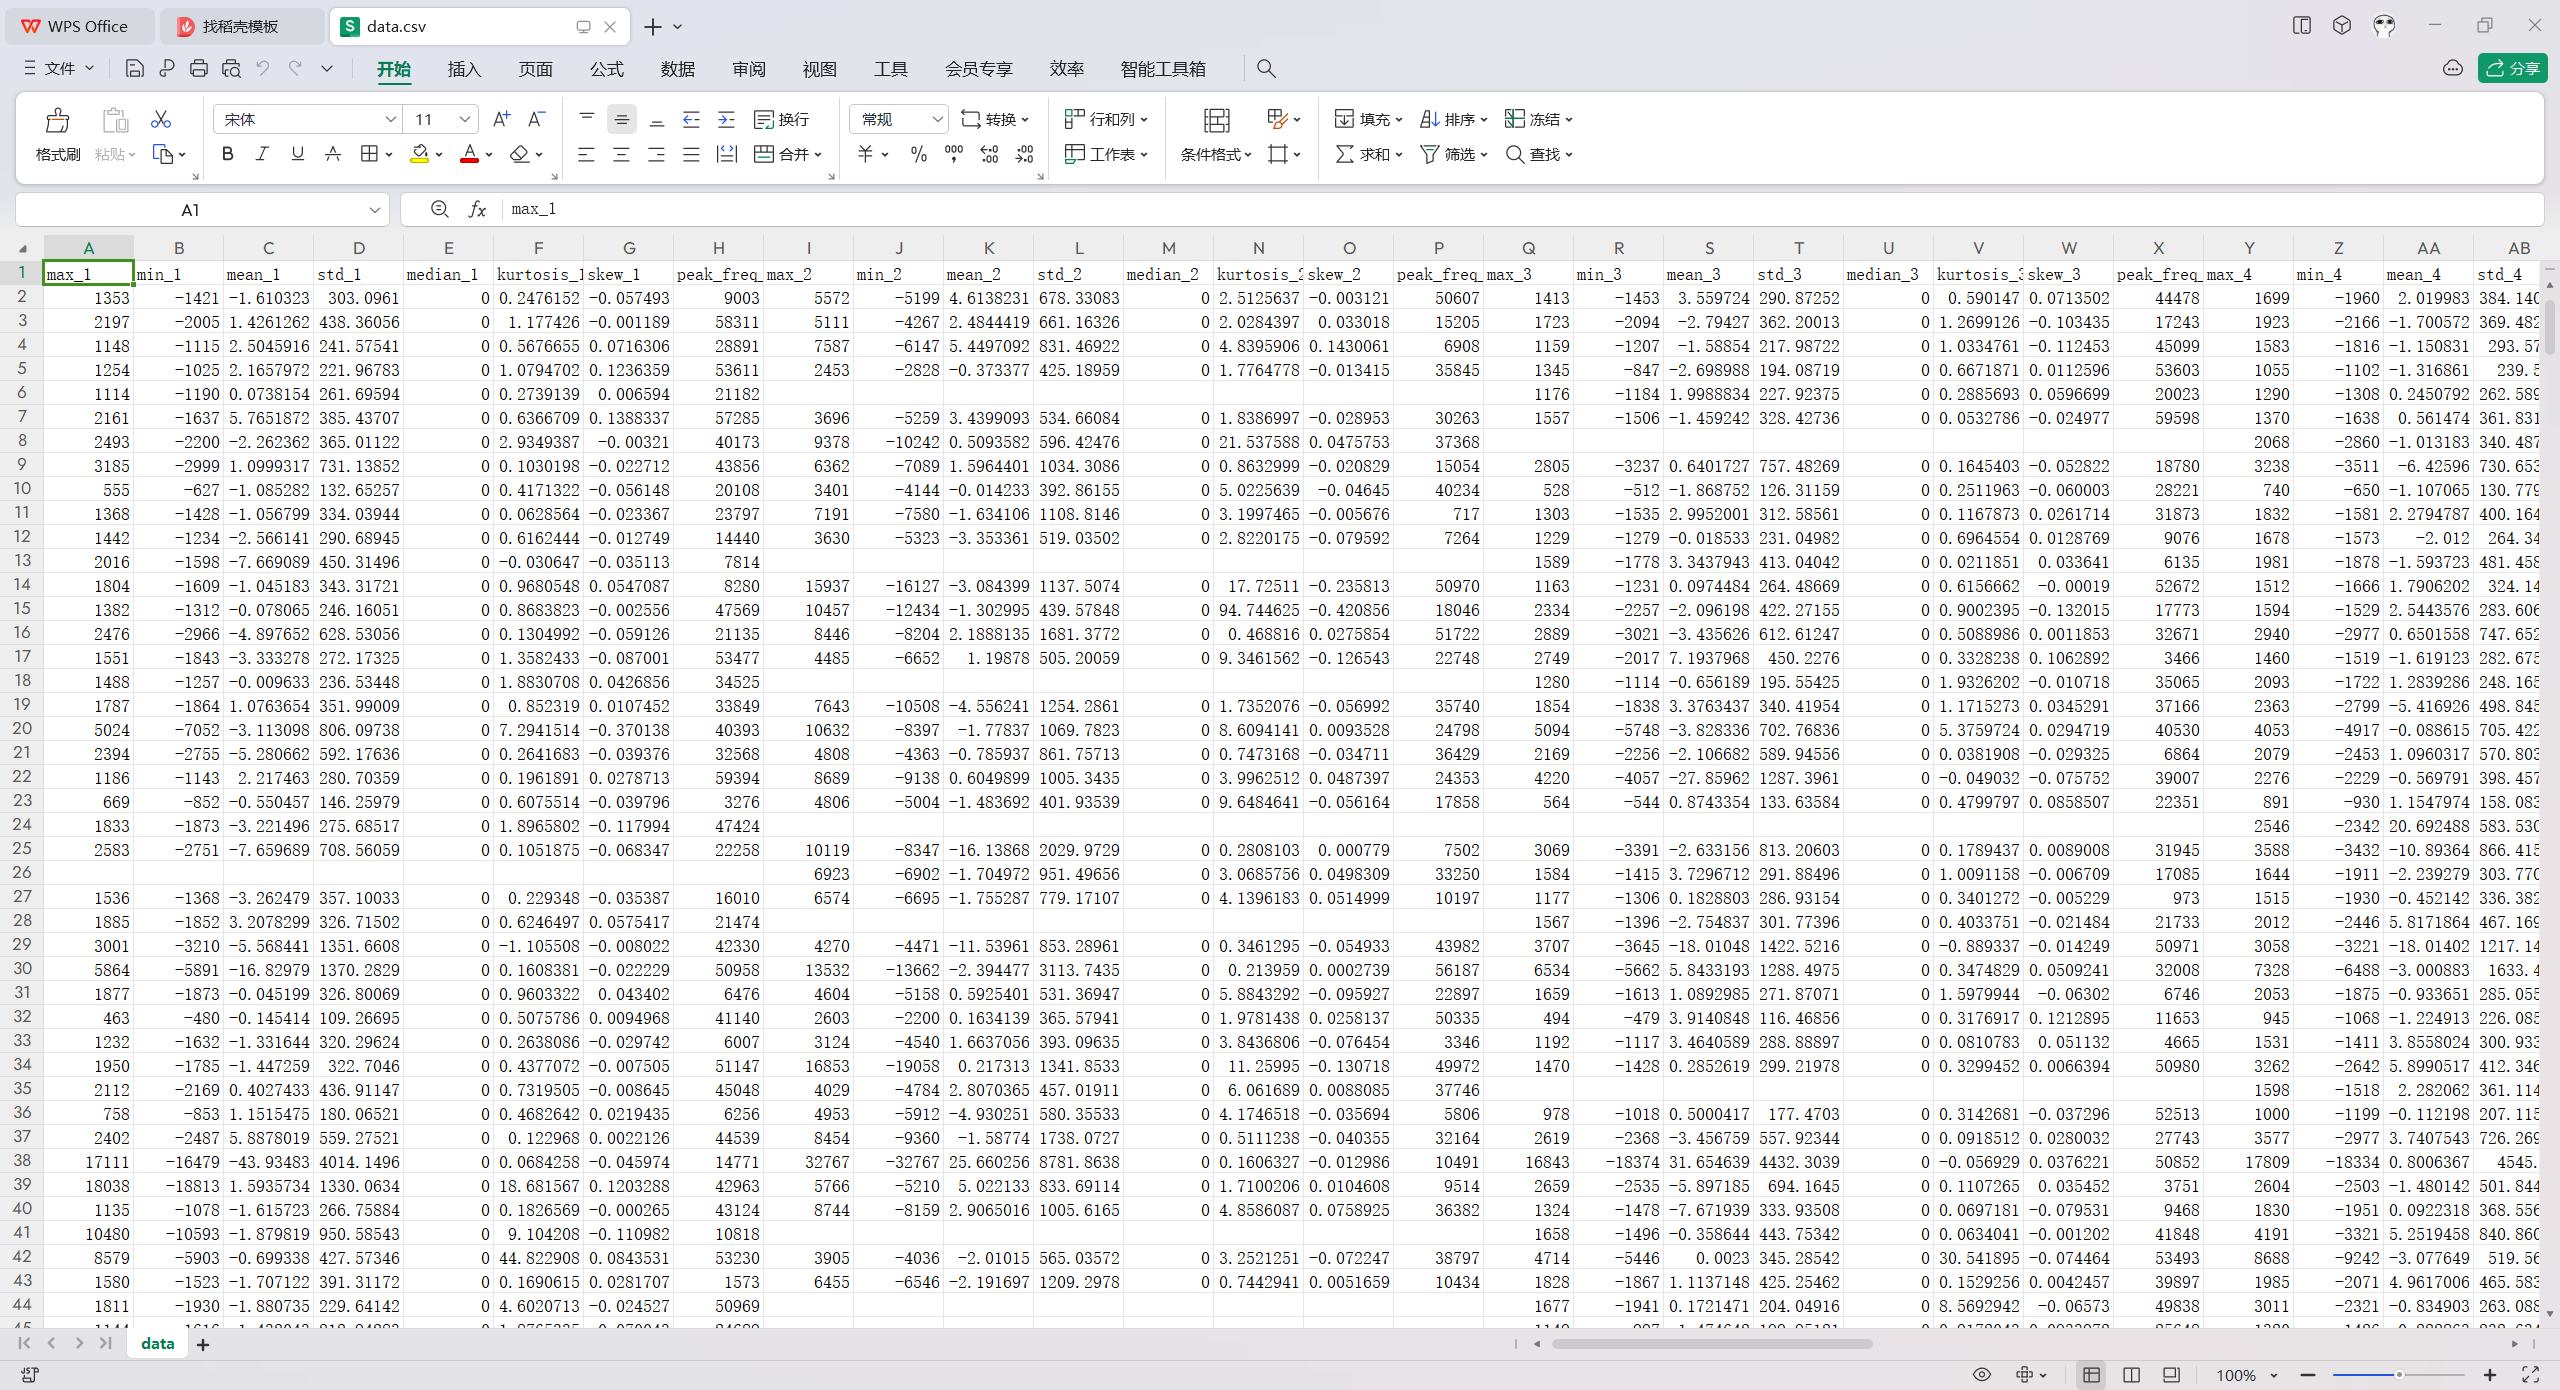 WPS Office 找稻壳模板 data.csv
文件 开始 插入 页面 公式 数据 审阅 视图 工具 会员专享 效率 智能工具箱 分享
宋体 11 换行 常规 转换 行和列 填充 排序 冻结
格式刷 粘贴 合并 工作表 条件格式 求和 筛选 查找
A1 max_1
A B C D E F G H I J K L M N O P Q R S T U V W X Y Z AA AB
1 max_1 min_1 mean_1 std_1 median_1 kurtosis_1 skew_1 peak_freq_ max_2 min_2 mean_2 std_2 median_2 kurtosis_2 skew_2 peak_freq_ max_3 min_3 mean_3 std_3 median_3 kurtosis_3 skew_3 peak_freq_ max_4 min_4 mean_4 std_4
2 1353 -1421 -1.610323 303.0961 0 0.2476152 -0.057493 9003 5572 -5199 4.6138231 678.33083 0 2.5125637 -0.003121 50607 1413 -1453 3.559724 290.87252 0 0.590147 0.0713502 44478 1699 -1960 2.019983 384.140
3 2197 -2005 1.4261262 438.36056 0 1.177426 -0.001189 58311 5111 -4267 2.4844419 661.16326 0 2.0284397 0.033018 15205 1723 -2094 -2.79427 362.20013 0 1.2699126 -0.103435 17243 1923 -2166 -1.700572 369.482
4 1148 -1115 2.5045916 241.57541 0 0.5676655 0.0716306 28891 7587 -6147 5.4497092 831.46922 0 4.8395906 0.1430061 6908 1159 -1207 -1.58854 217.98722 0 1.0334761 -0.112453 45099 1583 -1816 -1.150831 293.57
5 1254 -1025 2.1657972 221.96783 0 1.0794702 0.1236359 53611 2453 -2828 -0.373377 425.18959 0 1.7764778 -0.013415 35845 1345 -847 -2.698988 194.08719 0 0.6671871 0.0112596 53603 1055 -1102 -1.316861 239.5
6 1114 -1190 0.0738154 261.69594 0 0.2739139 0.006594 21182 1176 -1184 1.9988834 227.92375 0 0.2885693 0.0596699 20023 1290 -1308 0.2450792 262.589
7 2161 -1637 5.7651872 385.43707 0 0.6366709 0.1388337 57285 3696 -5259 3.4399093 534.66084 0 1.8386997 -0.028953 30263 1557 -1506 -1.459242 328.42736 0 0.0532786 -0.024977 59598 1370 -1638 0.561474 361.831
8 2493 -2200 -2.262362 365.01122 0 2.9349387 -0.00321 40173 9378 -10242 0.5093582 596.42476 0 21.537588 0.0475753 37368 2068 -2860 -1.013183 340.487
9 3185 -2999 1.0999317 731.13852 0 0.1030198 -0.022712 43856 6362 -7089 1.5964401 1034.3086 0 0.8632999 -0.020829 15054 2805 -3237 0.6401727 757.48269 0 0.1645403 -0.052822 18780 3238 -3511 -6.42596 730.653
10 555 -627 -1.085282 132.65257 0 0.4171322 -0.056148 20108 3401 -4144 -0.014233 392.86155 0 5.0225639 -0.04645 40234 528 -512 -1.868752 126.31159 0 0.2511963 -0.060003 28221 740 -650 -1.107065 130.779
11 1368 -1428 -1.056799 334.03944 0 0.0628564 -0.023367 23797 7191 -7580 -1.634106 1108.8146 0 3.1997465 -0.005676 717 1303 -1535 2.9952001 312.58561 0 0.1167873 0.0261714 31873 1832 -1581 2.2794787 400.164
12 1442 -1234 -2.566141 290.68945 0 0.6162444 -0.012749 14440 3630 -5323 -3.353361 519.03502 0 2.8220175 -0.079592 7264 1229 -1279 -0.018533 231.04982 0 0.6964554 0.0128769 9076 1678 -1573 -2.012 264.34
13 2016 -1598 -7.669089 450.31496 0 -0.030647 -0.035113 7814 1589 -1778 3.3437943 413.04042 0 0.0211851 0.033641 6135 1981 -1878 -1.593723 481.458
14 1804 -1609 -1.045183 343.31721 0 0.9680548 0.0547087 8280 15937 -16127 -3.084399 1137.5074 0 17.72511 -0.235813 50970 1163 -1231 0.0974484 264.48669 0 0.6156662 -0.00019 52672 1512 -1666 1.7906202 324.14
15 1382 -1312 -0.078065 246.16051 0 0.8683823 -0.002556 47569 10457 -12434 -1.302995 439.57848 0 94.744625 -0.420856 18046 2334 -2257 -2.096198 422.27155 0 0.9002395 -0.132015 17773 1594 -1529 2.5443576 283.606
16 2476 -2966 -4.897652 628.53056 0 0.1304992 -0.059126 21135 8446 -8204 2.1888135 1681.3772 0 0.468816 0.0275854 51722 2889 -3021 -3.435626 612.61247 0 0.5088986 0.0011853 32671 2940 -2977 0.6501558 747.652
17 1551 -1843 -3.333278 272.17325 0 1.3582433 -0.087001 53477 4485 -6652 1.19878 505.20059 0 9.3461562 -0.126543 22748 2749 -2017 7.1937968 450.2276 0 0.3328238 0.1062892 3466 1460 -1519 -1.619123 282.675
18 1488 -1257 -0.009633 236.53448 0 1.8830708 0.0426856 34525 1280 -1114 -0.656189 195.55425 0 1.9326202 -0.010718 35065 2093 -1722 1.2839286 248.165
19 1787 -1864 1.0763654 351.99009 0 0.852319 0.0107452 33849 7643 -10508 -4.556241 1254.2861 0 1.7352076 -0.056992 35740 1854 -1838 3.3763437 340.41954 0 1.1715273 0.0345291 37166 2363 -2799 -5.416926 498.845
20 5024 -7052 -3.113098 806.09738 0 7.2941514 -0.370138 40393 10632 -8397 -1.77837 1069.7823 0 8.6094141 0.0093528 24798 5094 -5748 -3.828336 702.76836 0 5.3759724 0.0294719 40530 4053 -4917 -0.088615 705.422
21 2394 -2755 -5.280662 592.17636 0 0.2641683 -0.039376 32568 4808 -4363 -0.785937 861.75713 0 0.7473168 -0.034711 36429 2169 -2256 -2.106682 589.94556 0 0.0381908 -0.029325 6864 2079 -2453 1.0960317 570.803
22 1186 -1143 2.217463 280.70359 0 0.1961891 0.0278713 59394 8689 -9138 0.6049899 1005.3435 0 3.9962512 0.0487397 24353 4220 -4057 -27.85962 1287.3961 0 -0.049032 -0.075752 39007 2276 -2229 -0.569791 398.457
23 669 -852 -0.550457 146.25979 0 0.6075514 -0.039796 3276 4806 -5004 -1.483692 401.93539 0 9.6484641 -0.056164 17858 564 -544 0.8743354 133.63584 0 0.4799797 0.0858507 22351 891 -930 1.1547974 158.083
24 1833 -1873 -3.221496 275.68517 0 1.8965802 -0.117994 47424 2546 -2342 20.692488 583.530
25 2583 -2751 -7.659689 708.56059 0 0.1051875 -0.068347 22258 10119 -8347 -16.13868 2029.9729 0 0.2808103 0.000779 7502 3069 -3391 -2.633156 813.20603 0 0.1789437 0.0089008 31945 3588 -3432 -10.89364 866.415
26 6923 -6902 -1.704972 951.49656 0 3.0685756 0.0498309 33250 1584 -1415 3.7296712 291.88496 0 1.0091158 -0.006709 17085 1644 -1911 -2.239279 303.770
27 1536 -1368 -3.262479 357.10033 0 0.229348 -0.035387 16010 6574 -6695 -1.755287 779.17107 0 4.1396183 0.0514999 10197 1177 -1306 0.1828803 286.93154 0 0.3401272 -0.005229 973 1515 -1930 -0.452142 336.382
28 1885 -1852 3.2078299 326.71502 0 0.6246497 0.0575417 21474 1567 -1396 -2.754837 301.77396 0 0.4033751 -0.021484 21733 2012 -2446 5.8171864 467.169
29 3001 -3210 -5.568441 1351.6608 0 -1.105508 -0.008022 42330 4270 -4471 -11.53961 853.28961 0 0.3461295 -0.054933 43982 3707 -3645 -18.01048 1422.5216 0 -0.889337 -0.014249 50971 3058 -3221 -18.01402 1217.14
30 5864 -5891 -16.82979 1370.2829 0 0.1608381 -0.022229 50958 13532 -13662 -2.394477 3113.7435 0 0.213959 0.0002739 56187 6534 -5662 5.8433193 1288.4975 0 0.3474829 0.0509241 32008 7328 -6488 -3.000883 1633.4
31 1877 -1873 -0.045199 326.80069 0 0.9603322 0.043402 6476 4604 -5158 0.5925401 531.36947 0 5.8843292 -0.095927 22897 1659 -1613 1.0892985 271.87071 0 1.5979944 -0.06302 6746 2053 -1875 -0.933651 285.055
32 463 -480 -0.145414 109.26695 0 0.5075786 0.0094968 41140 2603 -2200 0.1634139 365.57941 0 1.9781438 0.0258137 50335 494 -479 3.9140848 116.46856 0 0.3176917 0.1212895 11653 945 -1068 -1.224913 226.085
33 1232 -1632 -1.331644 320.29624 0 0.2638086 -0.029742 6007 3124 -4540 1.6637056 393.09635 0 3.8436806 -0.076454 3346 1192 -1117 3.4640589 288.88897 0 0.0810783 0.051132 4665 1531 -1411 3.8558024 300.933
34 1950 -1785 -1.447259 322.7046 0 0.4377072 -0.007505 51147 16853 -19058 0.217313 1341.8533 0 11.25995 -0.130718 49972 1470 -1428 0.2852619 299.21978 0 0.3299452 0.0066394 50980 3262 -2642 5.8990517 412.346
35 2112 -2169 0.4027433 436.91147 0 0.7319505 -0.008645 45048 4029 -4784 2.8070365 457.01911 0 6.061689 0.0088085 37746 1598 -1518 2.282062 361.114
36 758 -853 1.1515475 180.06521 0 0.4682642 0.0219435 6256 4953 -5912 -4.930251 580.35533 0 4.1746518 -0.035694 5806 978 -1018 0.5000417 177.4703 0 0.3142681 -0.037296 52513 1000 -1199 -0.112198 207.115
37 2402 -2487 5.8878019 559.27521 0 0.122968 0.0022126 44539 8454 -9360 -1.58774 1738.0727 0 0.5111238 -0.040355 32164 2619 -2368 -3.456759 557.92344 0 0.0918512 0.0280032 27743 3577 -2977 3.7407543 726.269
38 17111 -16479 -43.93483 4014.1496 0 0.0684258 -0.045974 14771 32767 -32767 25.660256 8781.8638 0 0.1606327 -0.012986 10491 16843 -18374 31.654639 4432.3039 0 -0.056929 0.0376221 50852 17809 -18334 0.8006367 4545.
39 18038 -18813 1.5935734 1330.0634 0 18.681567 0.1203288 42963 5766 -5210 5.022133 833.69114 0 1.7100206 0.0104608 9514 2659 -2535 -5.897185 694.1645 0 0.1107265 0.035452 3751 2604 -2503 -1.480142 501.844
40 1135 -1078 -1.615723 266.75884 0 0.1826569 -0.000265 43124 8744 -8159 2.9065016 1005.6165 0 4.8586087 0.0758925 36382 1324 -1478 -7.671939 333.93508 0 0.0697181 -0.079531 9468 1830 -1951 0.0922318 368.556
41 10480 -10593 -1.879819 950.58543 0 9.104208 -0.110982 10818 1658 -1496 -0.358644 443.75342 0 0.0634041 -0.001202 41848 4191 -3321 5.2519458 840.860
42 8579 -5903 -0.699338 427.57346 0 44.822908 0.0843531 53230 3905 -4036 -2.01015 565.03572 0 3.2521251 -0.072247 38797 4714 -5446 0.0023 345.28542 0 30.541895 -0.074464 53493 8688 -9242 -3.077649 519.56
43 1580 -1523 -1.707122 391.31172 0 0.1690615 0.0281707 1573 6455 -6546 -2.191697 1209.2978 0 0.7442941 0.0051659 10434 1828 -1867 1.1137148 425.25462 0 0.1529256 0.0042457 39897 1985 -2071 4.9617006 465.583
44 1811 -1930 -1.880735 229.64142 0 4.6020713 -0.024527 50969 1677 -1941 0.1721471 204.04916 0 8.5692942 -0.06573 49838 3011 -2321 -0.834903 263.088
data
100%